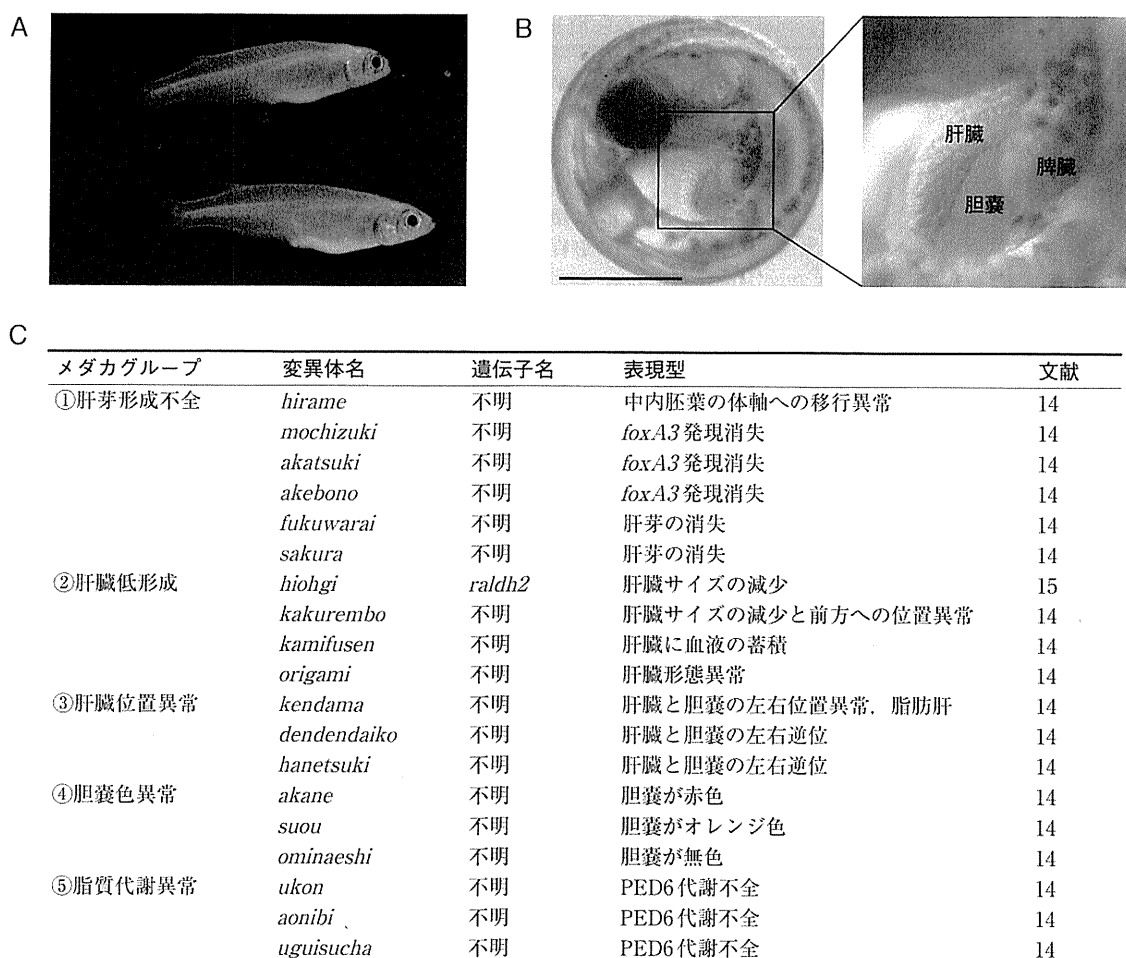 A
B
肝臓
脾臓
胆嚢
C
メダカグループ 変異体名 遺伝子名 表現型 文献
①肝芽形成不全 hirame 不明 中内胚葉の体軸への移行異常 14
mochizuki 不明 foxA3発現消失 14
akatsuki 不明 foxA3発現消失 14
akebono 不明 foxA3発現消失 14
fukuwarai 不明 肝芽の消失 14
sakura 不明 肝芽の消失 14
②肝臓低形成 hiohgi raldh2 肝臓サイズの減少 15
kakurembo 不明 肝臓サイズの減少と前方への位置異常 14
kamifusen 不明 肝臓に血液の蓄積 14
origami 不明 肝臓形態異常 14
③肝臓位置異常 kendama 不明 肝臓と胆嚢の左右位置異常，脂肪肝 14
dendendaiko 不明 肝臓と胆嚢の左右逆位 14
hanetsuki 不明 肝臓と胆嚢の左右逆位 14
④胆嚢色異常 akane 不明 胆嚢が赤色 14
suou 不明 胆嚢がオレンジ色 14
ominaeshi 不明 胆嚢が無色 14
⑤脂質代謝異常 ukon 不明 PED6代謝不全 14
aonibi 不明 PED6代謝不全 14
uguisucha 不明 PED6代謝不全 14